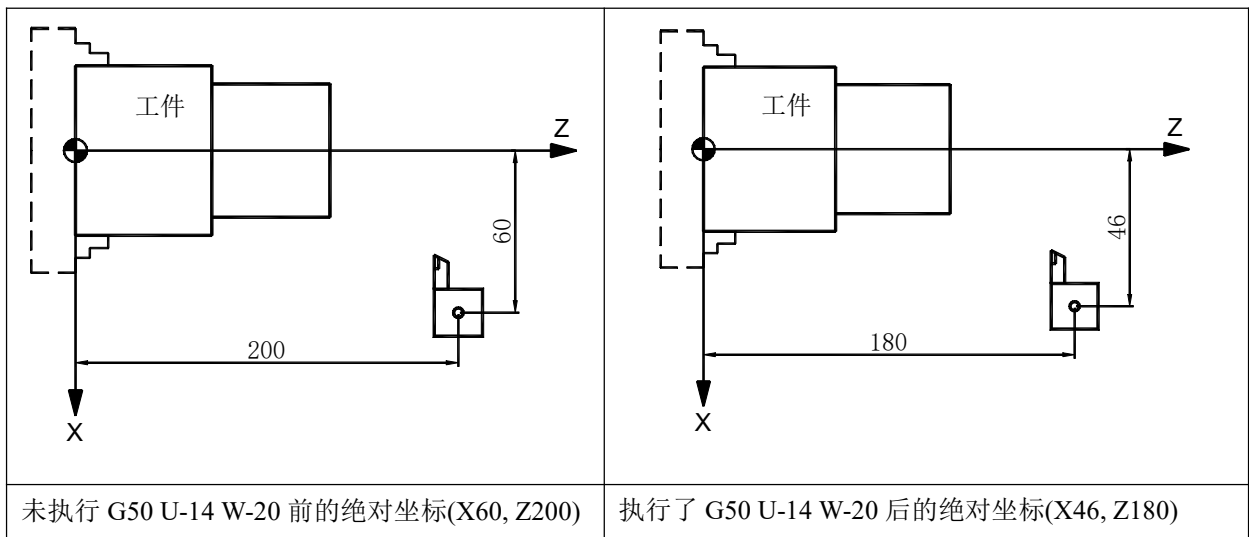 工件
Z
60
200
X
工件
Z
46
180
X
未执行 G50 U-14 W-20 前的绝对坐标(X60, Z200)
执行了 G50 U-14 W-20 后的绝对坐标(X46, Z180)